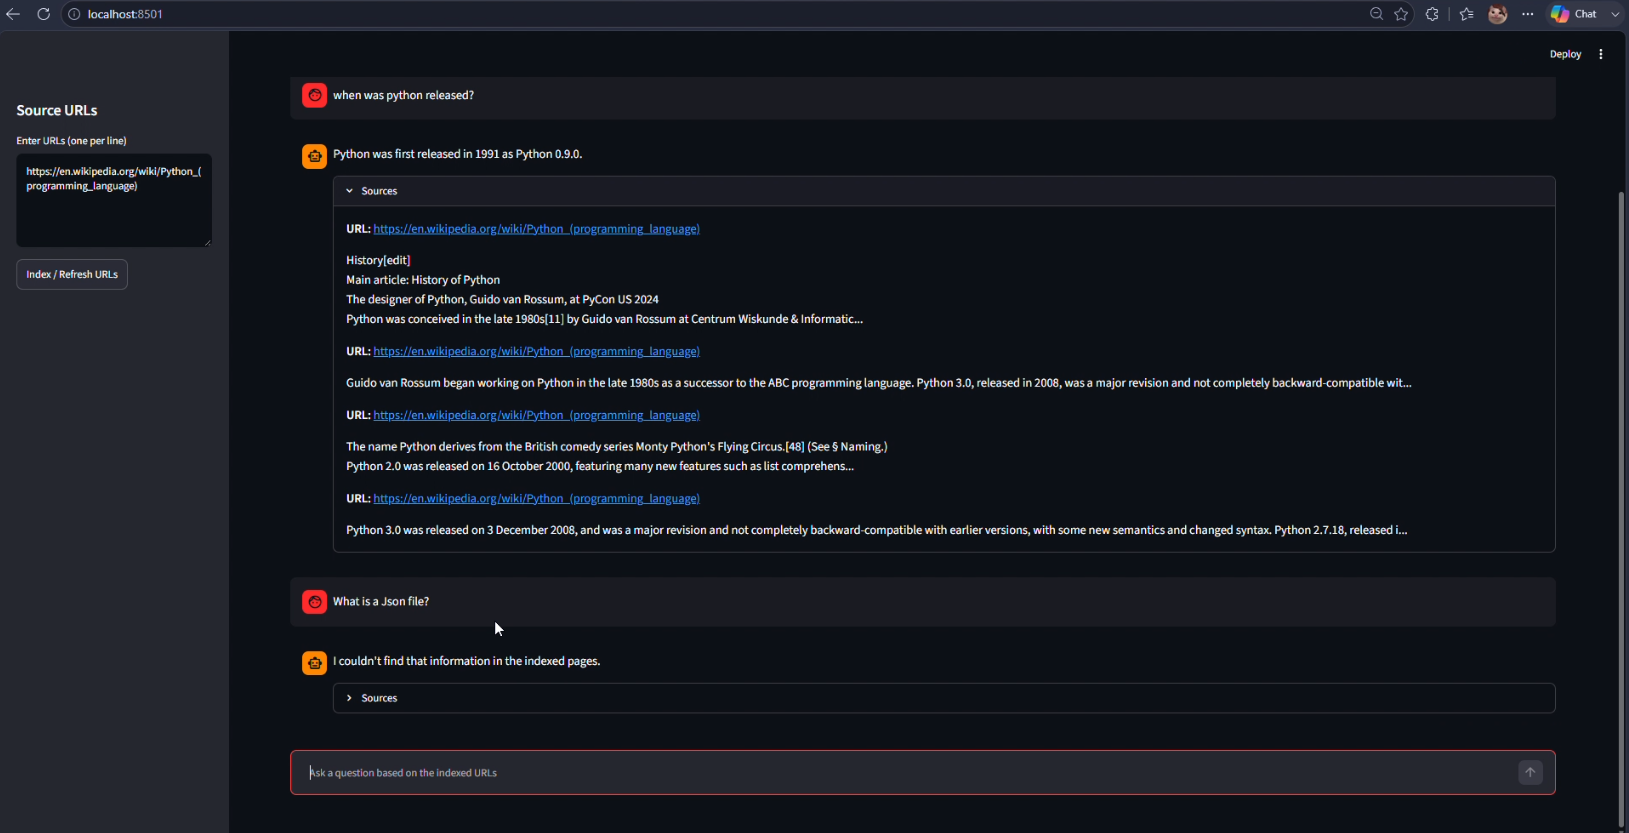 localhost:8501
Chat
Deploy
Source URLs
Enter URLs (one per line)
https://en.wikipedia.org/wiki/Python_(
programming_language)
Index / Refresh URLs
when was python released?
Python was first released in 1991 as Python 0.9.0.
Sources
URL: https://en.wikipedia.org/wiki/Python_(programming_language)
History[edit]
Main article: History of Python
The designer of Python, Guido van Rossum, at PyCon US 2024
Python was conceived in the late 1980s[11] by Guido van Rossum at Centrum Wiskunde & Informatic...
URL: https://en.wikipedia.org/wiki/Python_(programming_language)
Guido van Rossum began working on Python in the late 1980s as a successor to the ABC programming language. Python 3.0, released in 2008, was a major revision and not completely backward-compatible wit...
URL: https://en.wikipedia.org/wiki/Python_(programming_language)
The name Python derives from the British comedy series Monty Python's Flying Circus.[48] (See § Naming.)
Python 2.0 was released on 16 October 2000, featuring many new features such as list comprehens...
URL: https://en.wikipedia.org/wiki/Python_(programming_language)
Python 3.0 was released on 3 December 2008, and was a major revision and not completely backward-compatible with earlier versions, with some new semantics and changed syntax. Python 2.7.18, released i...
What is a Json file?
I couldn't find that information in the indexed pages.
Sources
Ask a question based on the indexed URLs